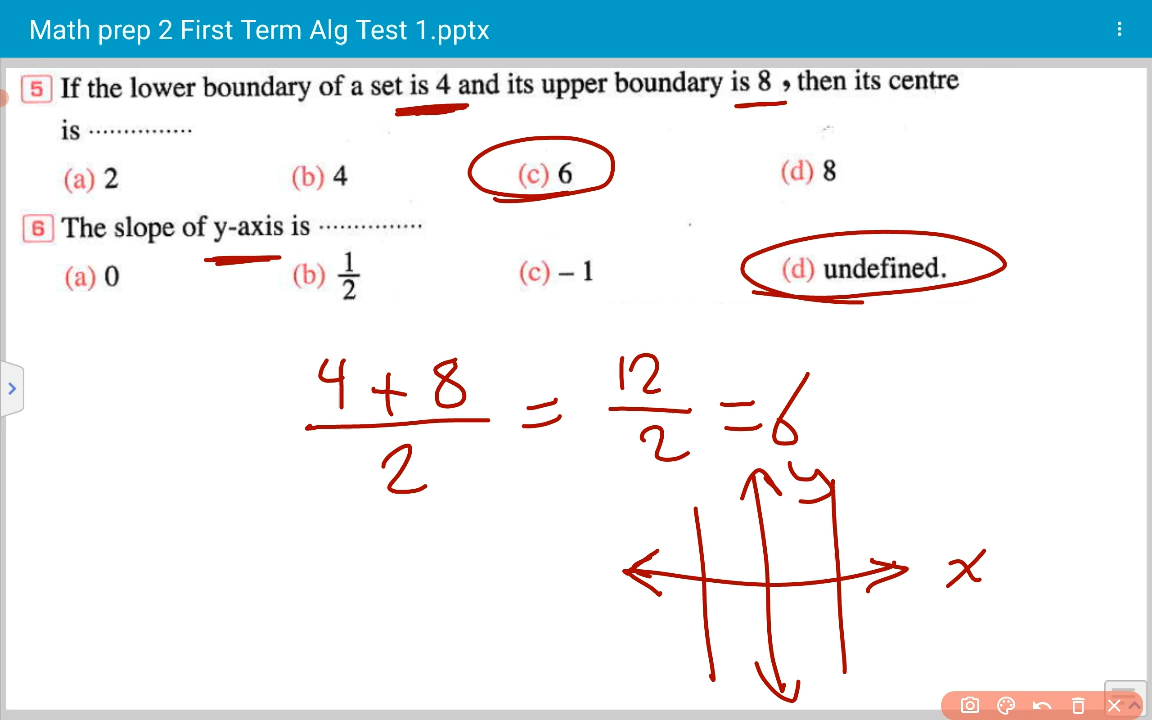 Math prep 2 First Term Alg Test 1.pptx
5 If the lower boundary of a set is 4 and its upper boundary is 8 , then its centre
is ...............
(a) 2 (b) 4 (c) 6 (d) 8
6 The slope of y-axis is ...............
(a) 0 (b) 1/2 (c) – 1 (d) undefined.
4 + 8 / 2 = 12 / 2 = 6
y
x